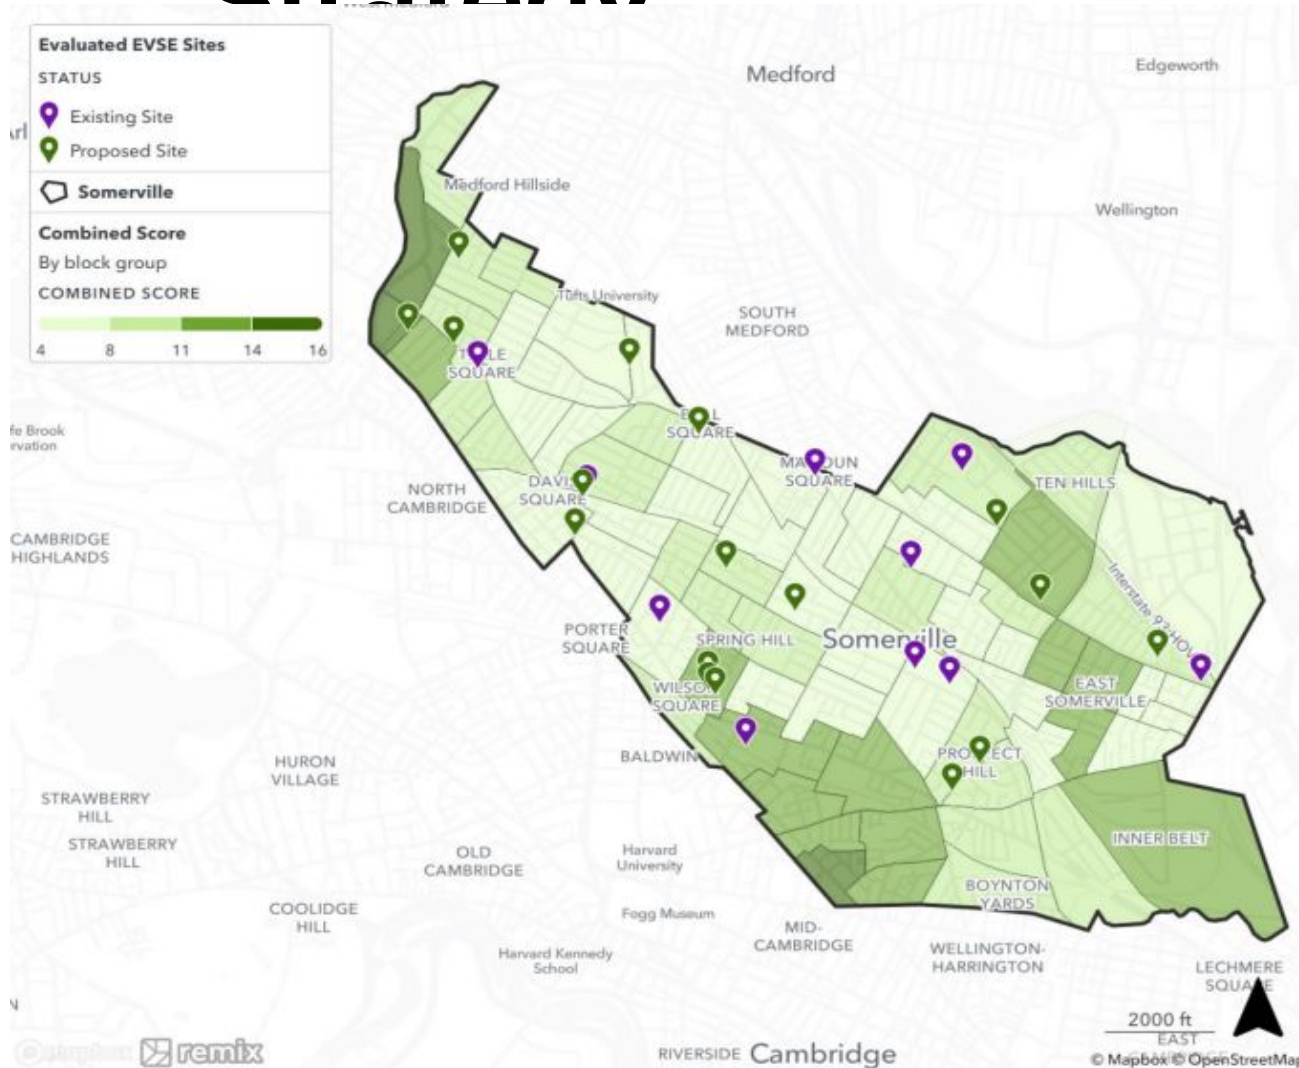 Evaluated EVSE Sites
STATUS
Existing Site
Proposed Site
Somerville
Combined Score
By block group
COMBINED SCORE
4 8 11 14 16
Medford
Edgeworth
Medford Hillside
Wellington
Tufts University
SOUTH
MEDFORD
SQUARE
SQUARE
SQUARE
TEN HILLS
NORTH
CAMBRIDGE
SQUARE
CAMBRIDGE
HIGHLANDS
Interstate 93
PORTER
SQUARE
SPRING HILL
Somerville
SQUARE
EAST
SOMERVILLE
BALDWIN
HILL
HURON
VILLAGE
STRAWBERRY
HILL
STRAWBERRY
HILL
INNER BELT
OLD
CAMBRIDGE
Harvard
University
BOYNTON
YARDS
COOLIDGE
HILL
Fogg Museum
MID-
CAMBRIDGE
Harvard Kennedy
School
WELLINGTON-
HARRINGTON
LECHMERE
SQUARE
2000 ft
EAST
remix
RIVERSIDE
Cambridge
© Mapbox © OpenStreetMap